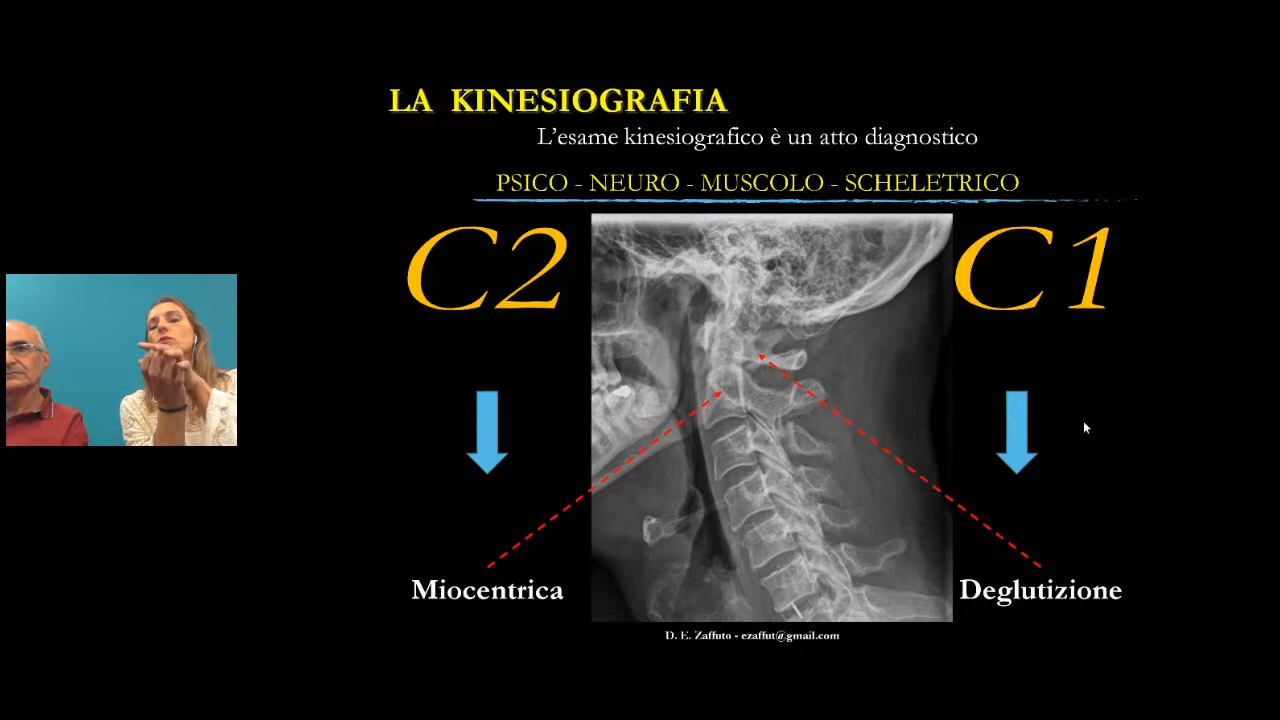 LA KINESIOGRAFIA
L'esame kinesiografico è un atto diagnostico
PSICO - NEURO - MUSCOLO - SCHELETRICO
C2
C1
Miocentrica
Deglutizione
D. E. Zaffuto - ezaffut@gmail.com